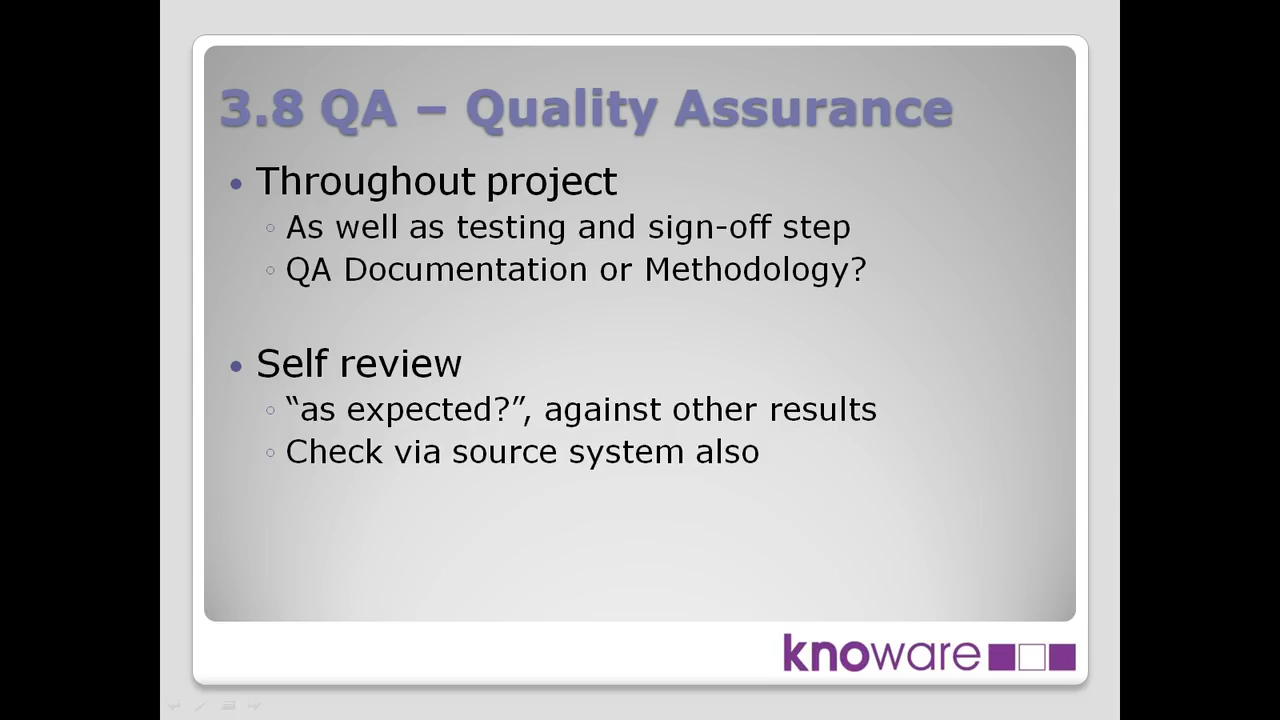 3.8 QA – Quality Assurance
• Throughout project
◦ As well as testing and sign-off step
◦ QA Documentation or Methodology?
• Self review
◦ “as expected?”, against other results
◦ Check via source system also
knoware